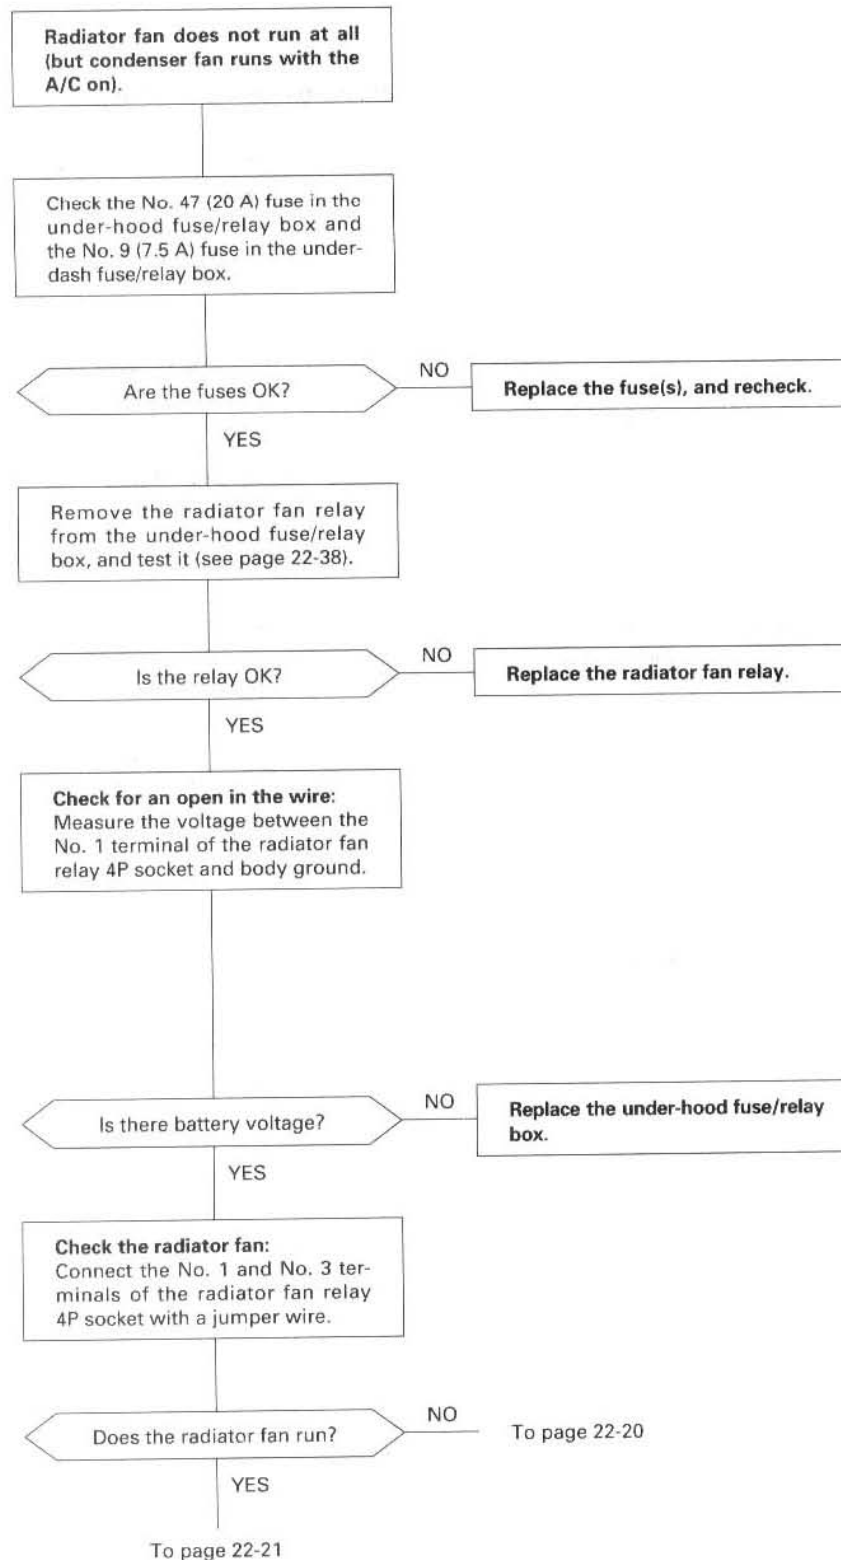 Radiator fan does not run at all
(but condenser fan runs with the
A/C on).
Check the No. 47 (20 A) fuse in the
under-hood fuse/relay box and
the No. 9 (7.5 A) fuse in the under-
dash fuse/relay box.
Are the fuses OK?
NO
Replace the fuse(s), and recheck.
YES
Remove the radiator fan relay
from the under-hood fuse/relay
box, and test it (see page 22-38).
Is the relay OK?
NO
Replace the radiator fan relay.
YES
Check for an open in the wire:
Measure the voltage between the
No. 1 terminal of the radiator fan
relay 4P socket and body ground.
Is there battery voltage?
NO
Replace the under-hood fuse/relay
box.
YES
Check the radiator fan:
Connect the No. 1 and No. 3 ter-
minals of the radiator fan relay
4P socket with a jumper wire.
Does the radiator fan run?
NO
To page 22-20
YES
To page 22-21